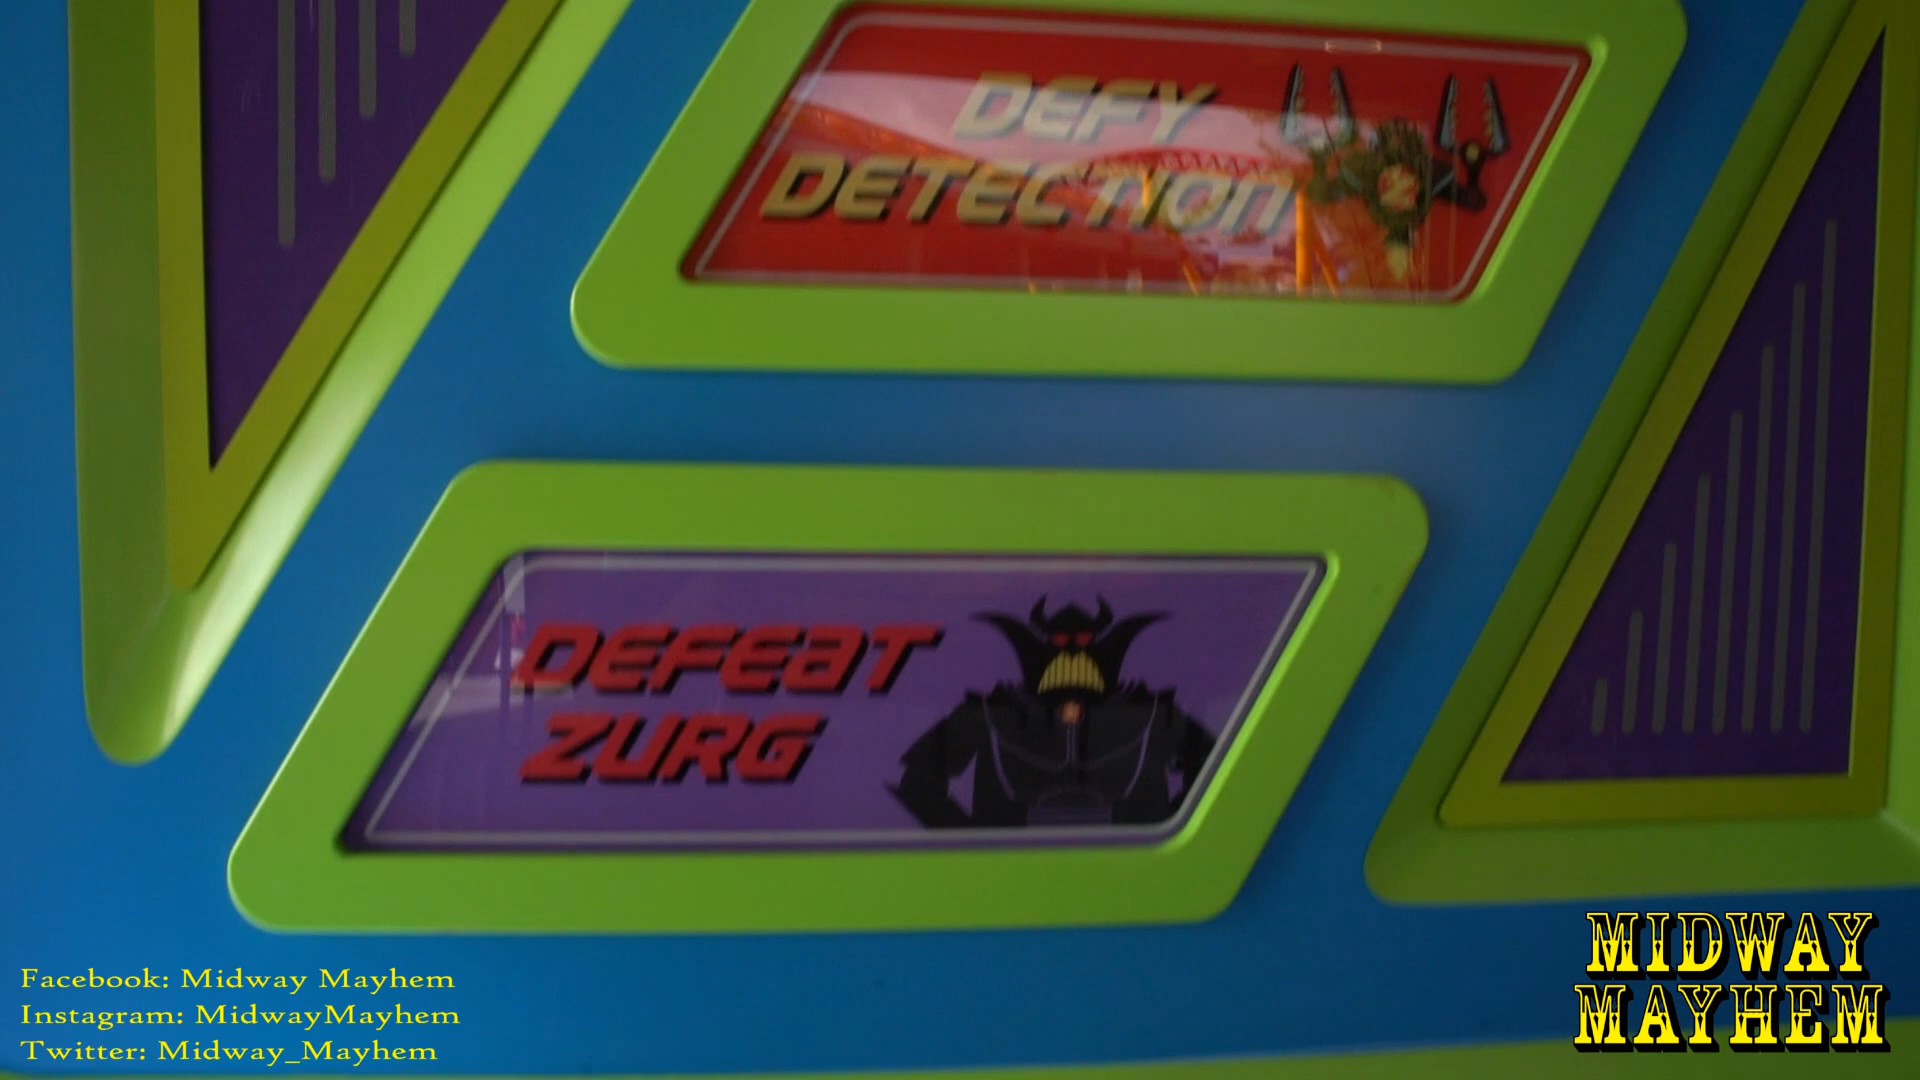 DEFY
DETECTION
DEFEAT
ZURG
Facebook: Midway Mayhem
Instagram: MidwayMayhem
Twitter: Midway_Mayhem
MIDWAY
MAYHEM